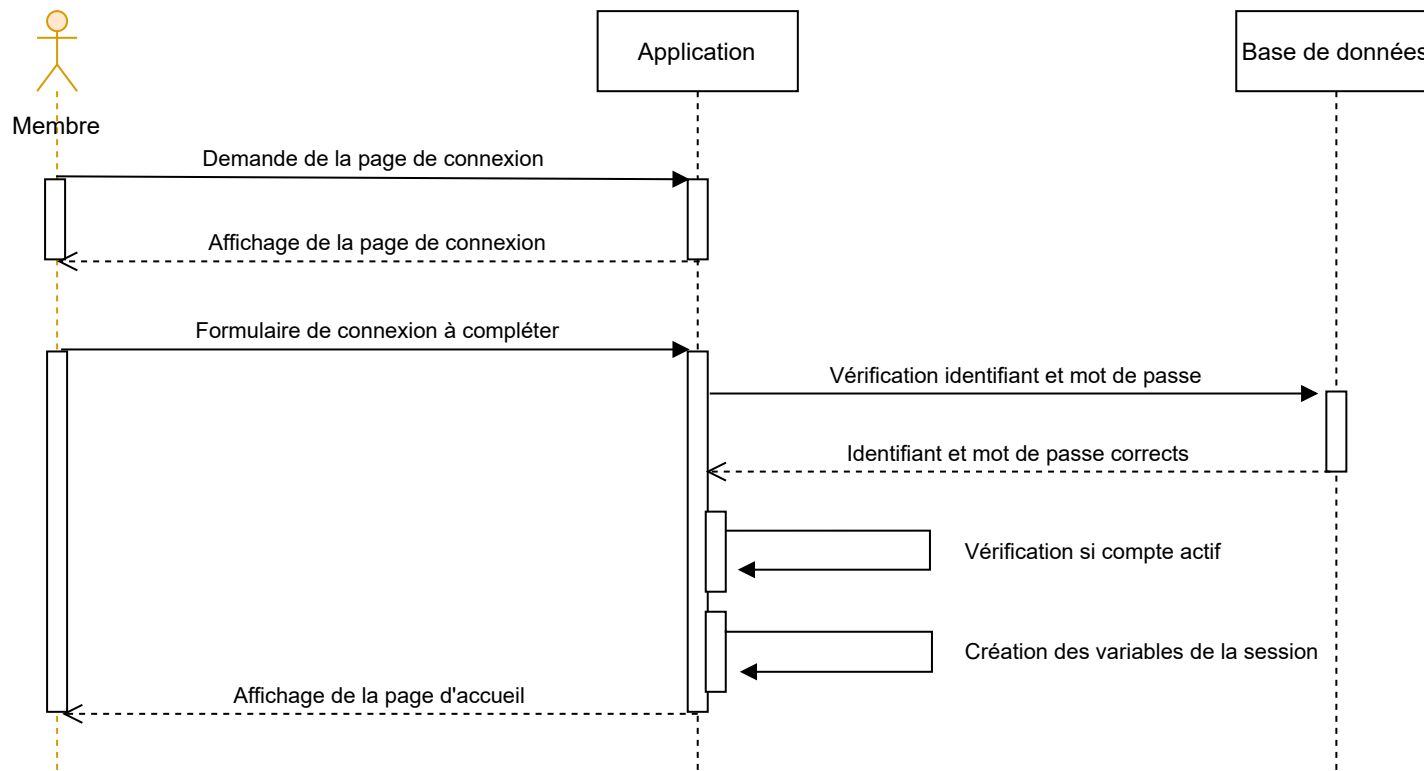 Application
Base de données
Membre
Demande de la page de connexion
Affichage de la page de connexion
Formulaire de connexion à compléter
Vérification identifiant et mot de passe
Identifiant et mot de passe corrects
Vérification si compte actif
Création des variables de la session
Affichage de la page d'accueil